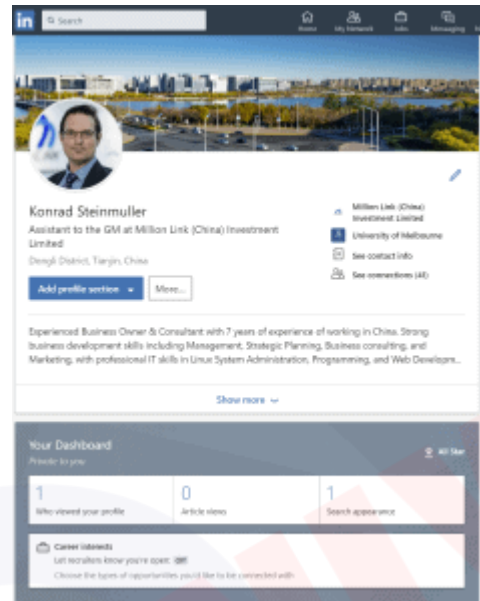 in
Search
Home
My Network
Jobs
Messaging
Konrad Steinmuller
Assistant to the GM at Million Link (China) Investment
Limited
Dongli District, Tianjin, China
Million Link (China)
Investment Limited
University of Melbourne
See contact info
See connections (48)
Add profile section
More...
Experienced Business Owner & Consultant with 7 years of experience of working in China. Strong
business development skills including Management, Strategic Planning, Business consulting, and
Marketing, with professional IT skills in Linux System Administration, Programming, and Web Developm...
Show more
Your Dashboard
Private to you
All Star
1
Who viewed your profile
0
Article views
1
Search appearance
Career interests
Let recruiters know you're open: Off
Choose the types of opportunities you'd like to be connected with